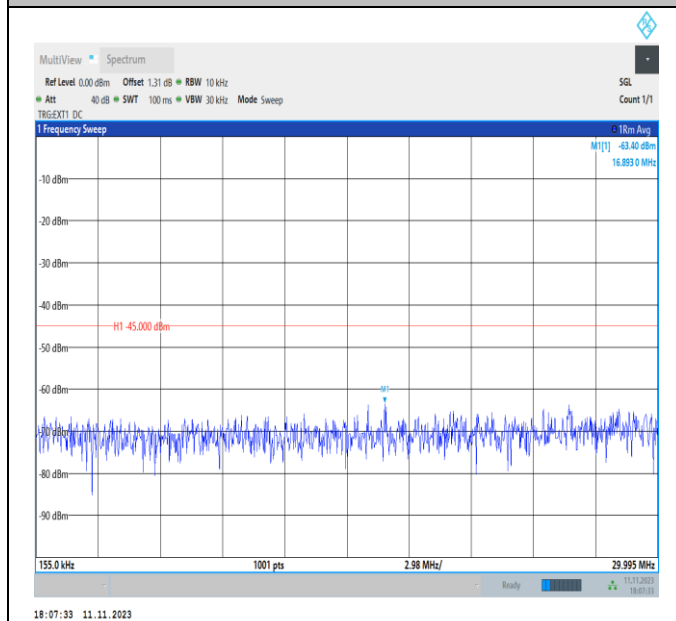 MultiView Spectrum
Ref Level 0.00 dBm Offset 1.31 dB RBW 10 kHz SGL
Att 40 dB SWT 100 ms VBW 30 kHz Mode Sweep Count 1/1
TRG:EXT1 DC
1 Frequency Sweep 1Rm Avg
M1[1] -63.40 dBm
16.893 0 MHz
-10 dBm
-20 dBm
-30 dBm
-40 dBm
H1 -45.000 dBm
-50 dBm
-60 dBm
M1
-70 dBm
-80 dBm
-90 dBm
155.0 kHz 1001 pts 2.98 MHz/ 29.995 MHz
Ready 11.11.2023
18:07:33
18:07:33 11.11.2023